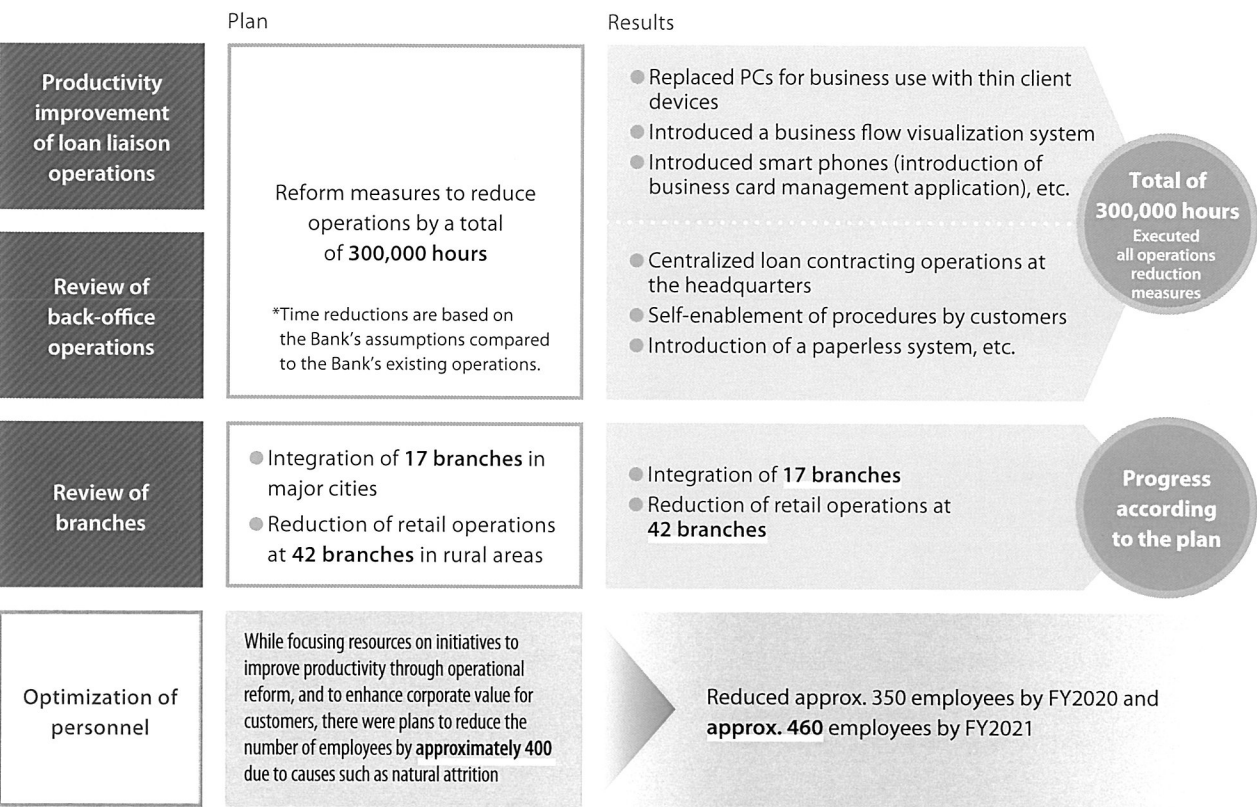 Plan
Results
Productivity
improvement
of loan liaison
operations
Reform measures to reduce
operations by a total
of 300,000 hours
*Time reductions are based on
the Bank's assumptions compared
to the Bank's existing operations.
● Replaced PCs for business use with thin client
devices
● Introduced a business flow visualization system
● Introduced smart phones (introduction of
business card management application), etc.
Total of
300,000 hours
Executed
all operations
reduction
measures
Review of
back-office
operations
● Centralized loan contracting operations at
the headquarters
● Self-enablement of procedures by customers
● Introduction of a paperless system, etc.
Review of
branches
● Integration of 17 branches in
major cities
● Reduction of retail operations
at 42 branches in rural areas
● Integration of 17 branches
● Reduction of retail operations at
42 branches
Progress
according
to the plan
Optimization of
personnel
While focusing resources on initiatives to
improve productivity through operational
reform, and to enhance corporate value for
customers, there were plans to reduce the
number of employees by approximately 400
due to causes such as natural attrition
Reduced approx. 350 employees by FY2020 and
approx. 460 employees by FY2021